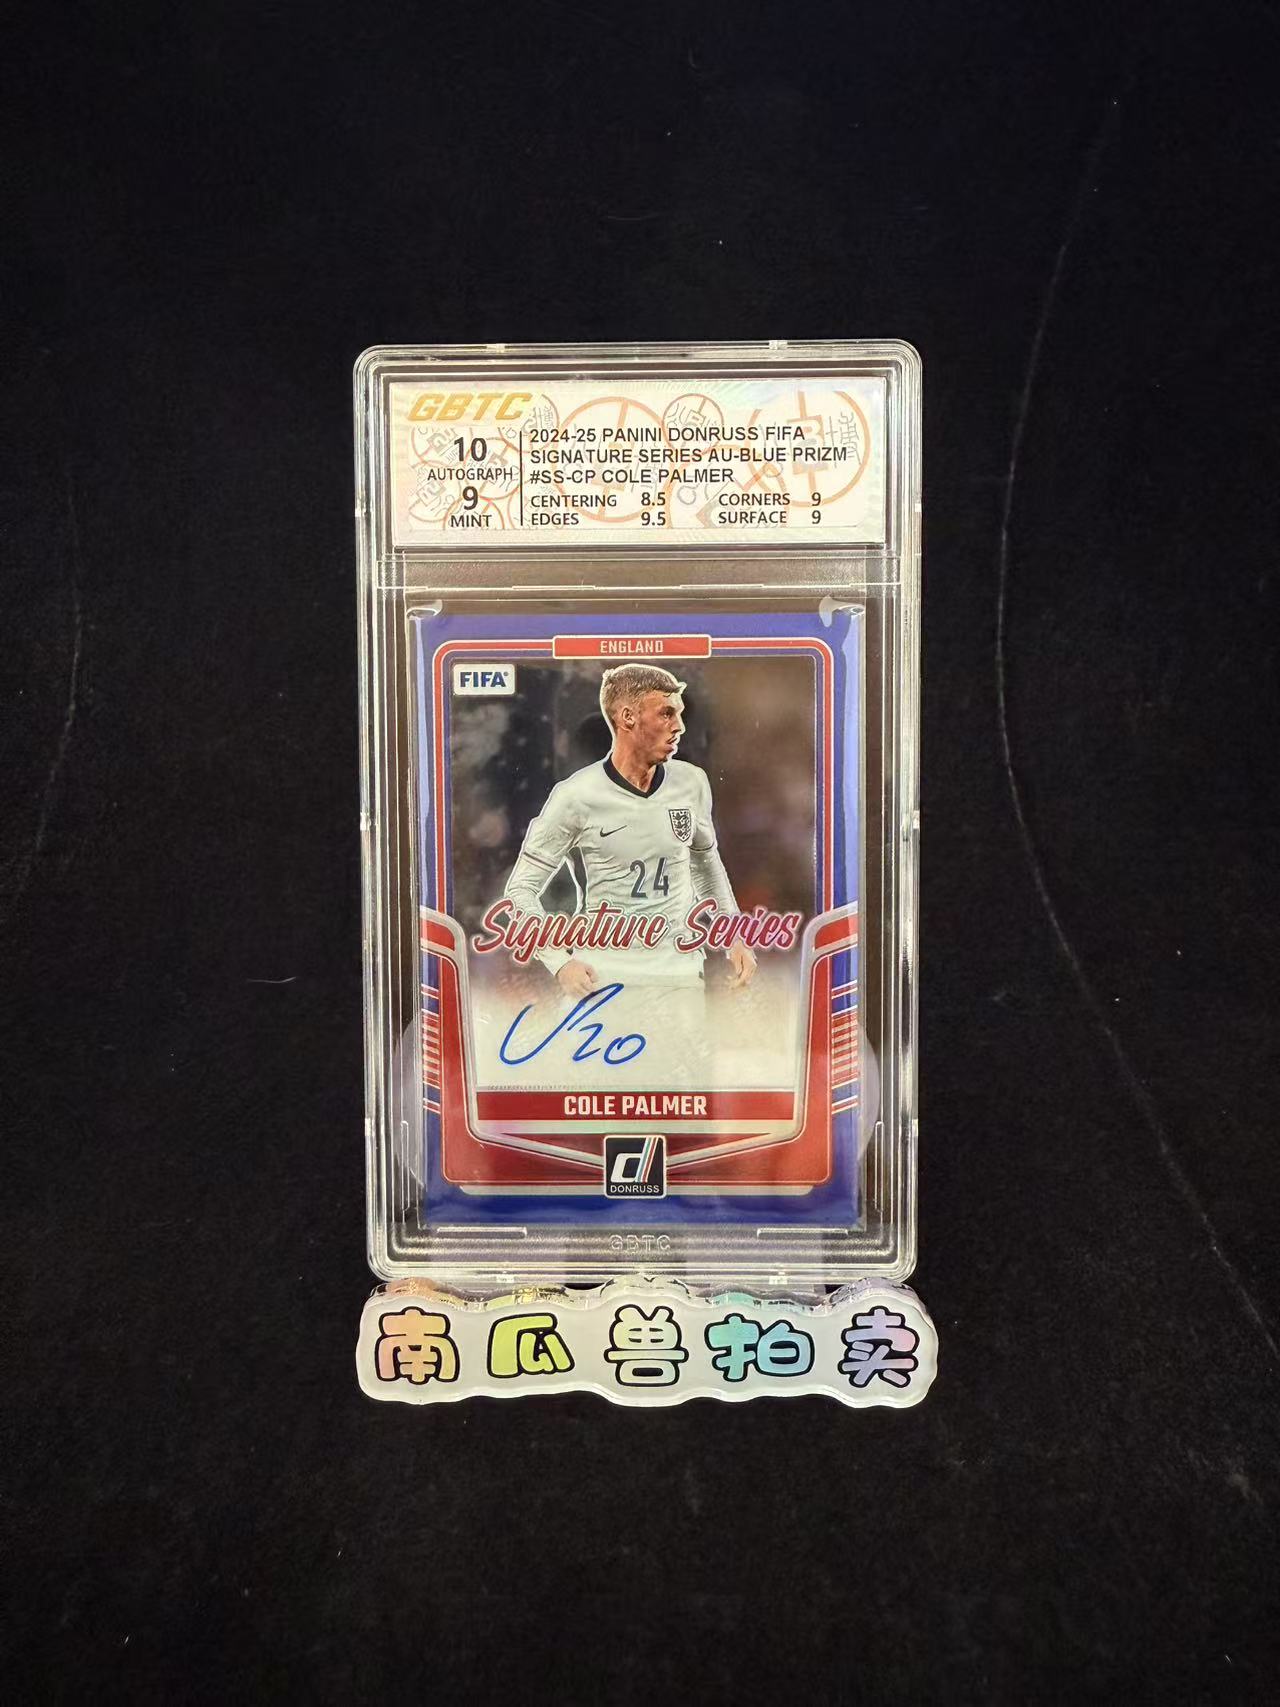 GBTC
10
AUTOGRAPH
9
MINT
2024-25 PANINI DONRUSS FIFA
SIGNATURE SERIES AU-BLUE PRIZM
#SS-CP COLE PALMER
CENTERING 8.5 CORNERS 9
EDGES 9.5 SURFACE 9
ENGLAND
FIFA
24
Signature Series
COLE PALMER
d
DONRUSS
GBTC
南瓜兽拍卖